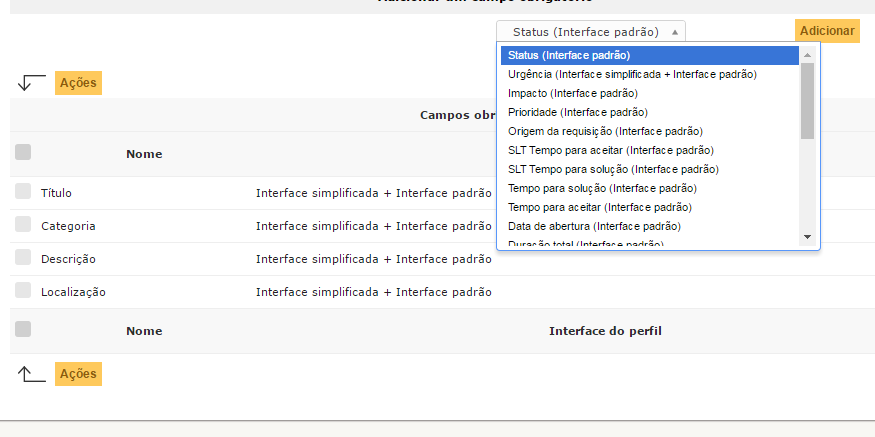 Adicionar um campo obrigatório
Status (Interface padrão)
Adicionar
Status (Interface padrão)
Urgência (Interface simplificada + Interface padrão)
Impacto (Interface padrão)
Prioridade (Interface padrão)
Origem da requisição (Interface padrão)
SLT Tempo para aceitar (Interface padrão)
SLT Tempo para solução (Interface padrão)
Tempo para solução (Interface padrão)
Tempo para aceitar (Interface padrão)
Data de abertura (Interface padrão)
Duração total (Interface padrão)
Ações
Campos obr
Nome
Título Interface simplificada + Interface padrão
Categoria Interface simplificada + Interface padrão
Descrição Interface simplificada + Interface padrão
Localização Interface simplificada + Interface padrão
Nome Interface do perfil
Ações